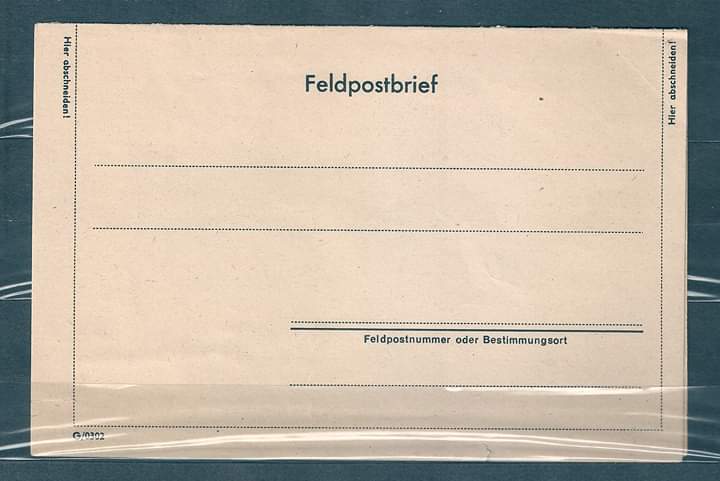 Hier abschneiden!
Feldpostbrief
Hier abschneiden!
Feldpostnummer oder Bestimmungsort
G/0302